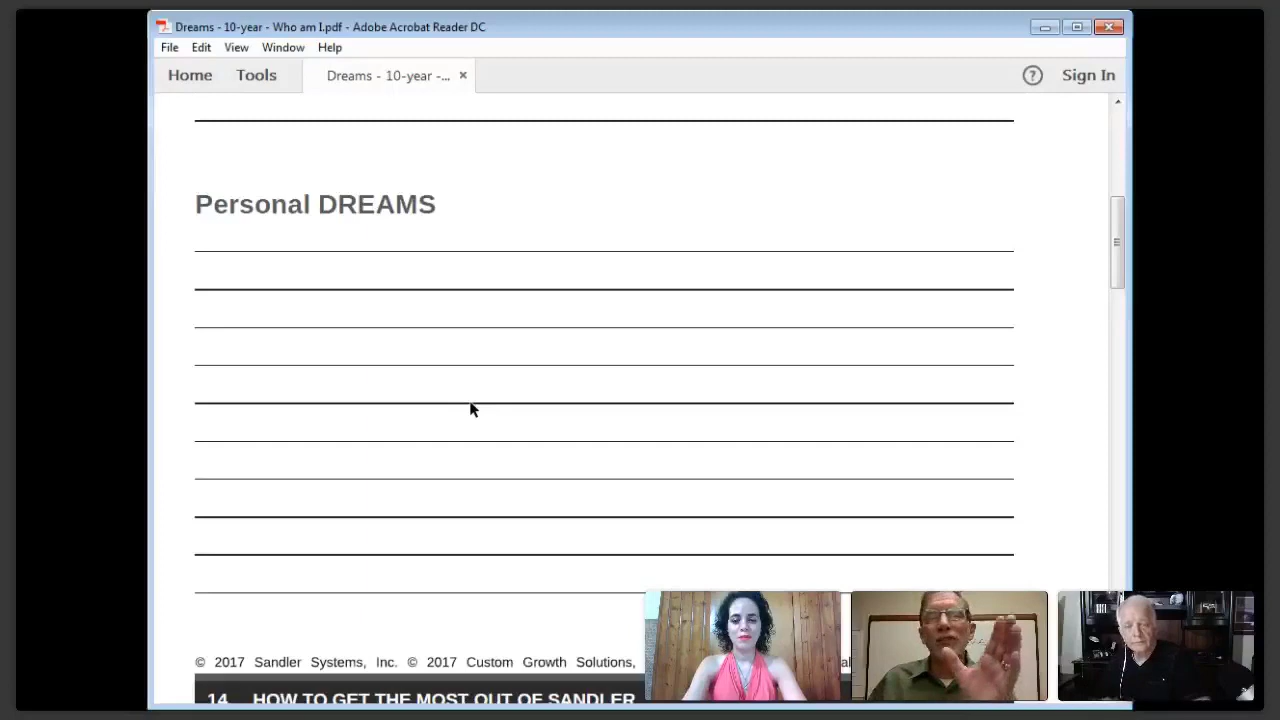 Dreams - 10-year - Who am I.pdf - Adobe Acrobat Reader DC
File Edit View Window Help
Home Tools Dreams - 10-year -... × ? Sign In
Personal DREAMS
© 2017 Sandler Systems, Inc. © 2017 Custom Growth Solutions,
14 HOW TO GET THE MOST OUT OF SANDLER